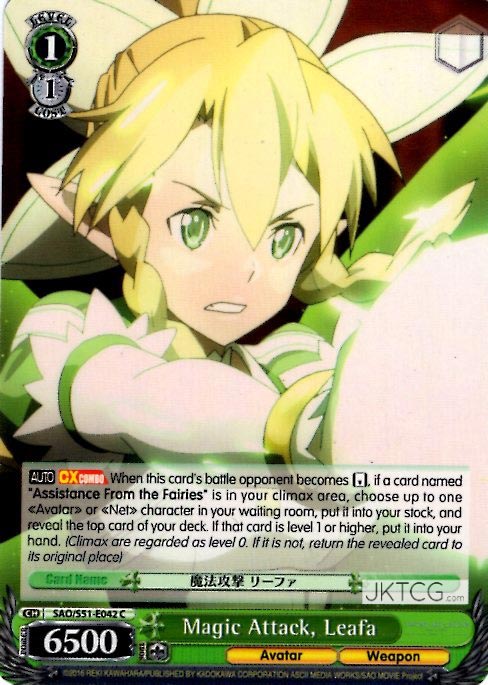 LEVEL
1
1
COST
AUTO CX COMBO When this card's battle opponent becomes [ ], if a card named
"Assistance From the Fairies" is in your climax area, choose up to one
«Avatar» or «Net» character in your waiting room, put it into your stock, and
reveal the top card of your deck. If that card is level 1 or higher, put it into your
hand. (Climax are regarded as level 0. If it is not, return the revealed card to
its original place)
Card Name 魔法攻撃 リーファ
JKTCG.com
CH SAO/S51-E042 C
POWER 6500 SOUL Magic Attack, Leafa
Avatar Weapon
©2016 REKI KAWAHARA/PUBLISHED BY KADOKAWA CORPORATION ASCII MEDIA WORKS/SAO MOVIE Project